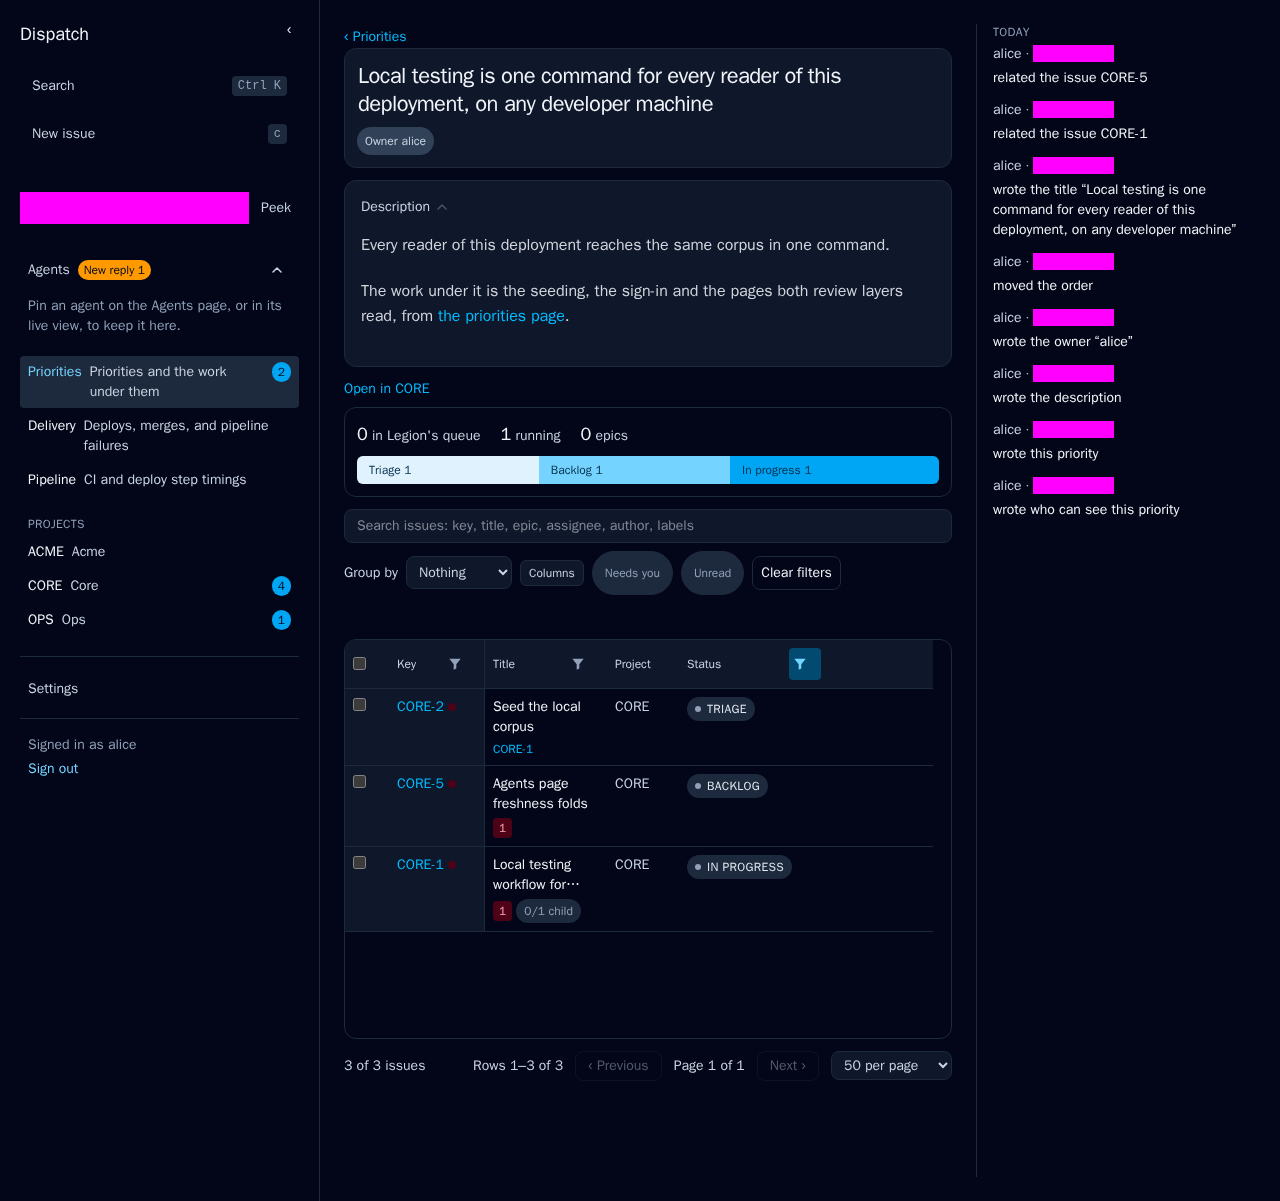 Dispatch
‹
Search
Ctrl K
New issue
C
Peek
Agents
New reply 1
Pin an agent on the Agents page, or in its
live view, to keep it here.
Priorities
Priorities and the work
under them
2
Delivery
Deploys, merges, and pipeline
failures
Pipeline
CI and deploy step timings
PROJECTS
ACME Acme
CORE Core
4
OPS Ops
1
Settings
Signed in as alice
Sign out
‹ Priorities
Local testing is one command for every reader of this
deployment, on any developer machine
Owner alice
Description
Every reader of this deployment reaches the same corpus in one command.
The work under it is the seeding, the sign-in and the pages both review layers
read, from the priorities page.
Open in CORE
0 in Legion's queue
1 running
0 epics
Triage 1
Backlog 1
In progress 1
Search issues: key, title, epic, assignee, author, labels
Group by
Nothing
Columns
Needs you
Unread
Clear filters
Key
Title
Project
Status
CORE-2
Seed the local
corpus
CORE-1
CORE
TRIAGE
CORE-5
Agents page
freshness folds
1
CORE
BACKLOG
CORE-1
Local testing
workflow for···
1
0/1 child
CORE
IN PROGRESS
3 of 3 issues
Rows 1–3 of 3
‹ Previous
Page 1 of 1
Next ›
50 per page
TODAY
alice ·
related the issue CORE-5
alice ·
related the issue CORE-1
alice ·
wrote the title “Local testing is one
command for every reader of this
deployment, on any developer machine”
alice ·
moved the order
alice ·
wrote the owner “alice”
alice ·
wrote the description
alice ·
wrote this priority
alice ·
wrote who can see this priority